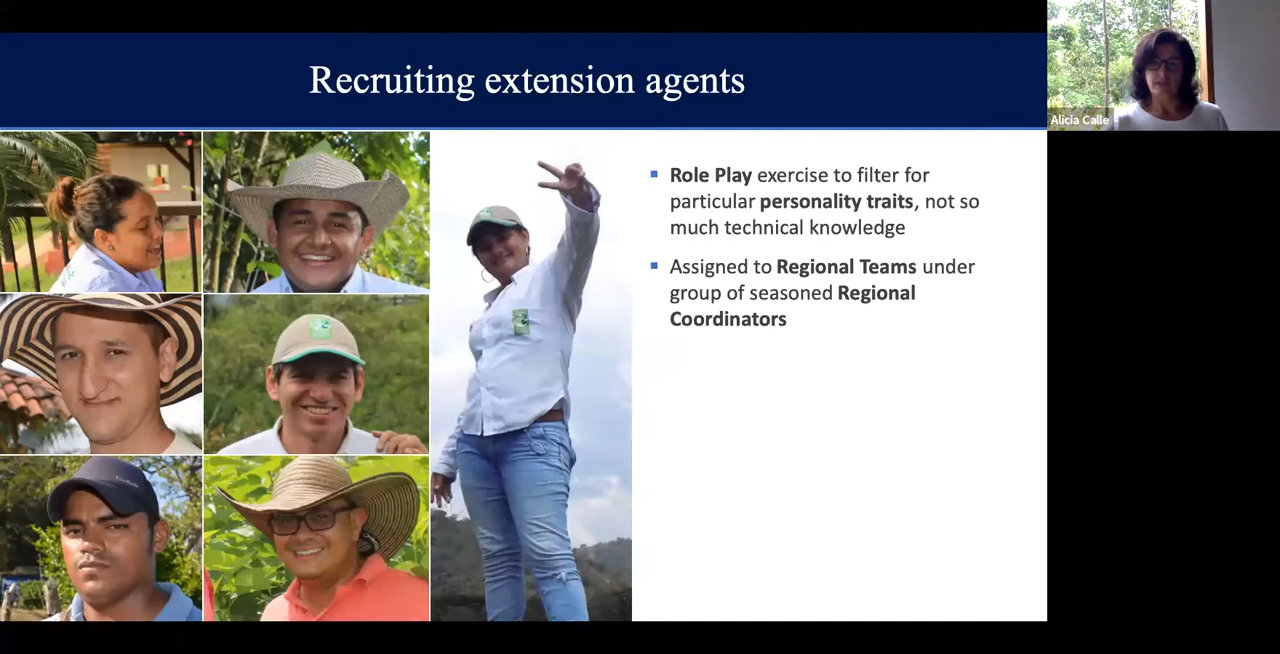 Recruiting extension agents
Alicia Calle
Role Play exercise to filter for
particular personality traits, not so
much technical knowledge
Assigned to Regional Teams under
group of seasoned Regional
Coordinators